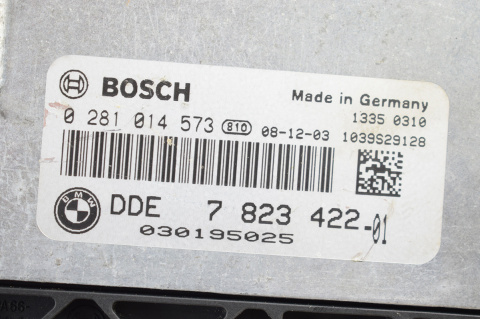 BOSCH Made in Germany
1335 0310
0 281 014 573 810 08-12-03 1039S29128
BMW DDE 7 823 422-01
030195025